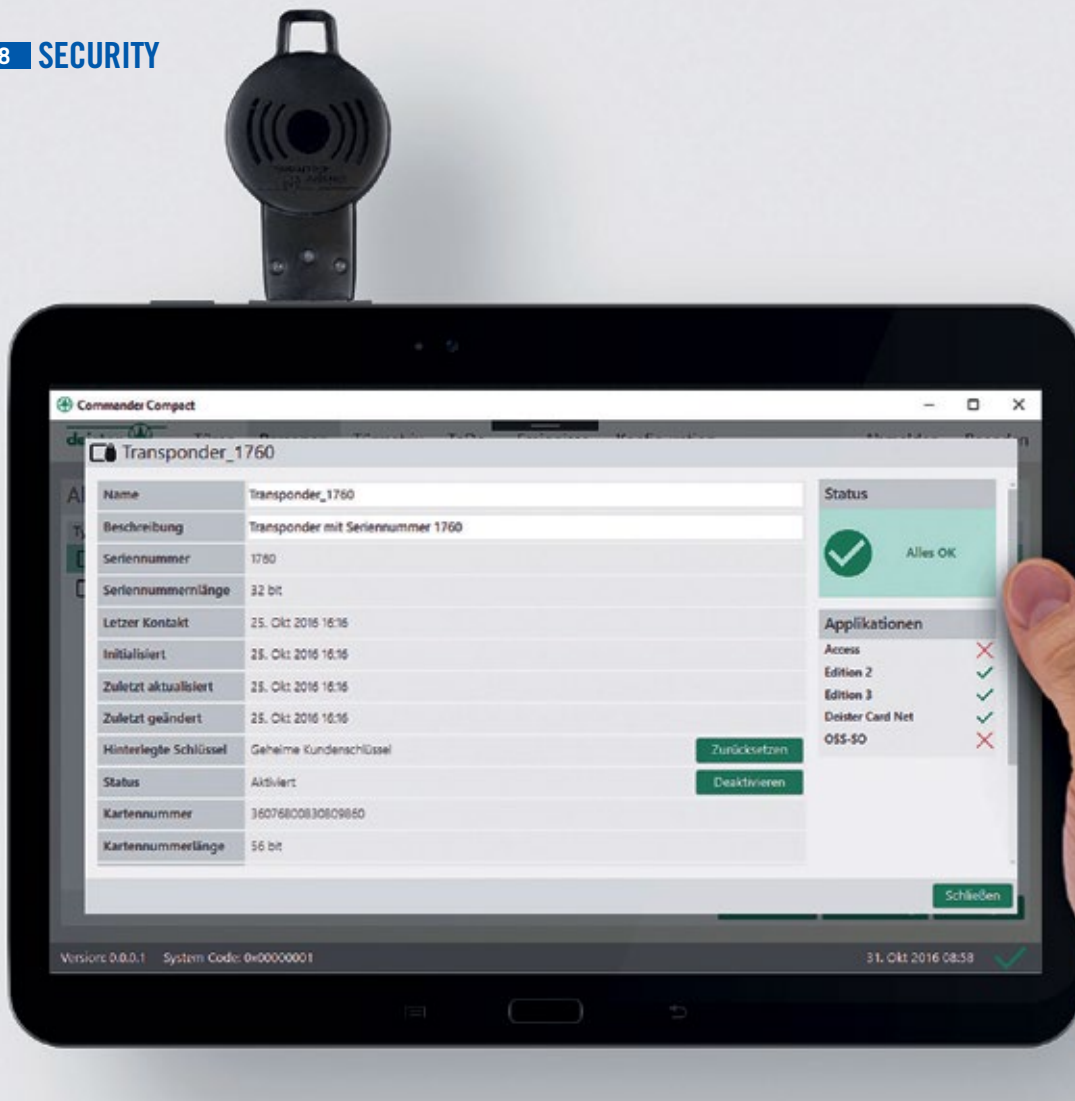 8 SECURITY
Commander Compact
Transponder_1760
Name Transponder_1760
Beschreibung Transponder mit Seriennummer 1760
Seriennummer 1760
Seriennummernlänge 32 bit
Letzer Kontakt 25. Okt 2016 16:16
Initialisiert 25. Okt 2016 16:16
Zuletzt aktualisiert 25. Okt 2016 16:16
Zuletzt geändert 25. Okt 2016 16:16
Hinterlegte Schlüssel Geheime Kundenschlüssel Zurücksetzen
Status Aktiviert Deaktivieren
Kartennummer 36076800830809860
Kartennummerlänge 56 bit
Status
Alles OK
Applikationen
Access
Edition 2
Edition 3
Deister Card Net
OSS-SO
Schließen
Version: 0.0.0.1 System Code: 0x00000001 31. Okt 2016 08:58